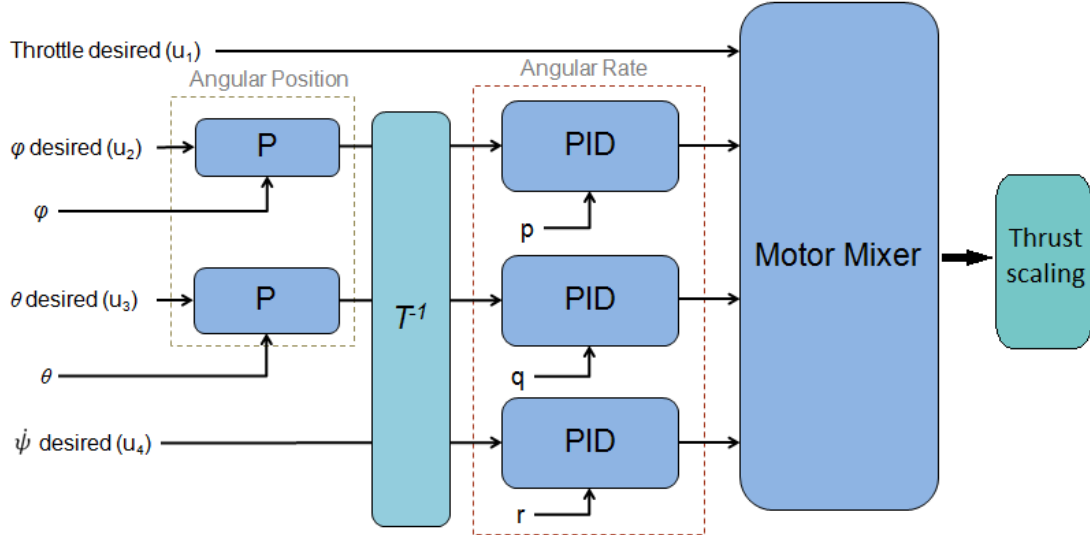 Throttle desired (u₁)
Angular Position
Angular Rate
φ desired (u₂)
P
PID
φ
p
θ desired (u₃)
P
T⁻¹
PID
θ
q
ψ̇ desired (u₄)
PID
r
Motor Mixer
Thrust
scaling